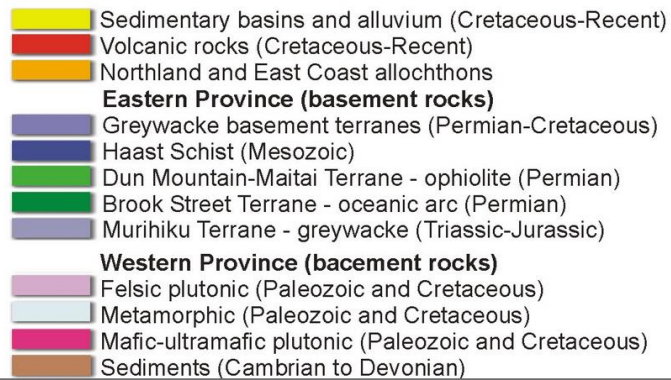 Sedimentary basins and alluvium (Cretaceous-Recent)
Volcanic rocks (Cretaceous-Recent)
Northland and East Coast allochthons
Eastern Province (basement rocks)
Greywacke basement terranes (Permian-Cretaceous)
Haast Schist (Mesozoic)
Dun Mountain-Maitai Terrane - ophiolite (Permian)
Brook Street Terrane - oceanic arc (Permian)
Murihiku Terrane - greywacke (Triassic-Jurassic)
Western Province (bacement rocks)
Felsic plutonic (Paleozoic and Cretaceous)
Metamorphic (Paleozoic and Cretaceous)
Mafic-ultramafic plutonic (Paleozoic and Cretaceous)
Sediments (Cambrian to Devonian)